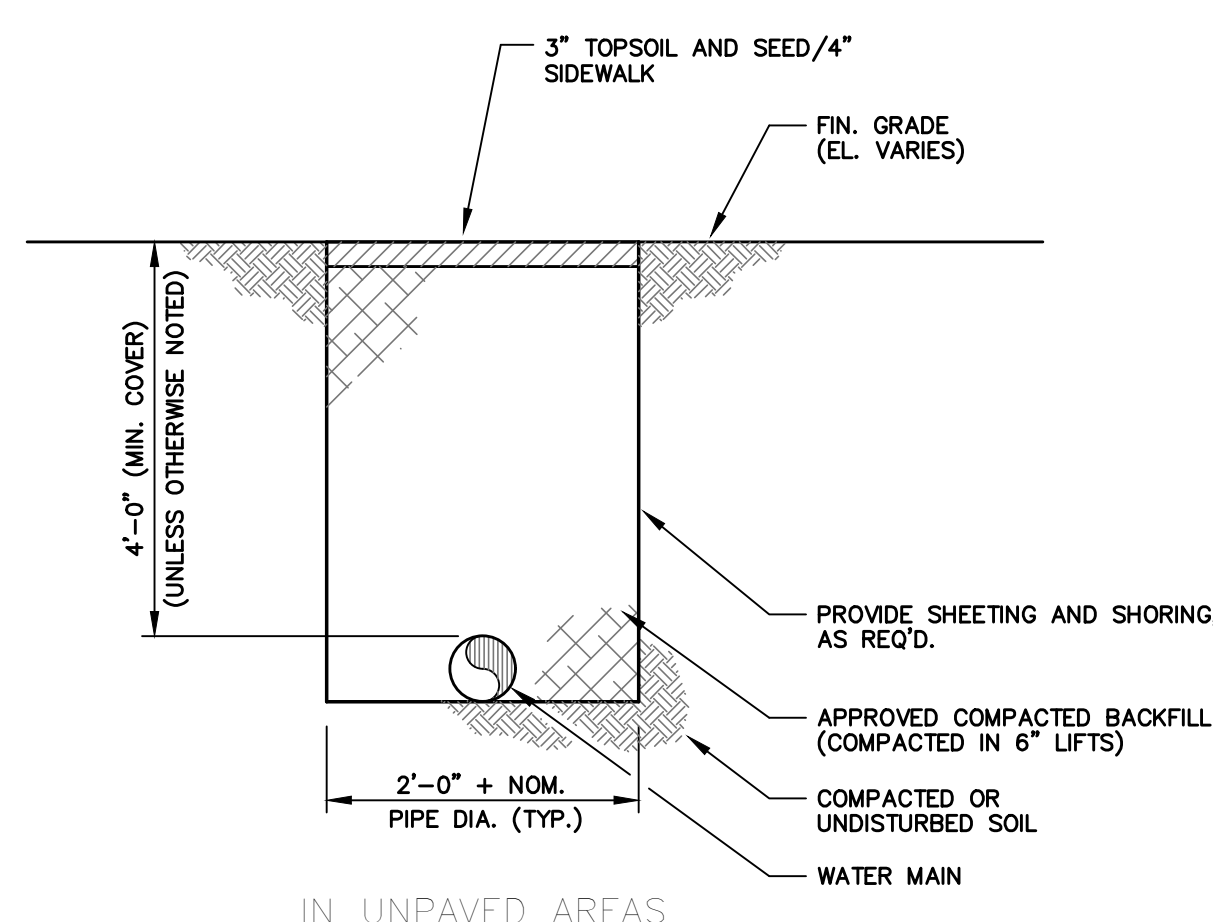 3" TOPSOIL AND SEED/4"
SIDEWALK
FIN. GRADE
(EL. VARIES)
4'-0" (MIN. COVER)
(UNLESS OTHERWISE NOTED)
PROVIDE SHEETING AND SHORING
AS REQ'D.
APPROVED COMPACTED BACKFILL
(COMPACTED IN 6" LIFTS)
2'-0" + NOM.
PIPE DIA. (TYP.)
COMPACTED OR
UNDISTURBED SOIL
WATER MAIN
IN UNPAVED AREAS